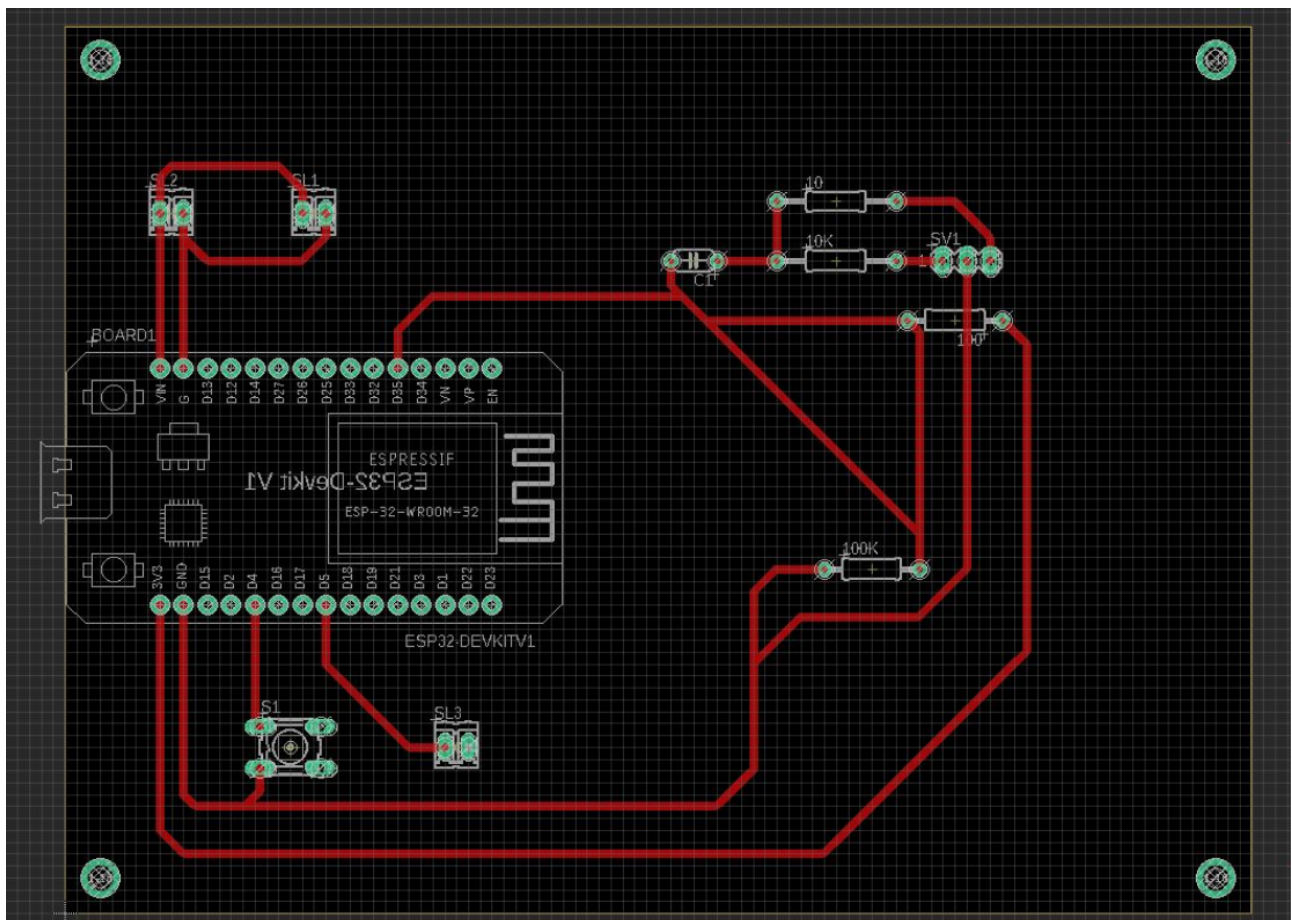 SL2
SL1
10
10K
SV1
1
C1
100
BOARD1
VIN
G
D13
D12
D14
D27
D26
D25
D33
D32
D35
D34
VN
VP
EN
ESPRESSIF
ESP32-Devkit V1
ESP-32-WROOM-32
3V3
GND
D15
D2
D4
D16
D17
D5
D18
D19
D21
D3
D1
D22
D23
100K
ESP32-DEVKITV1
S1
SL3